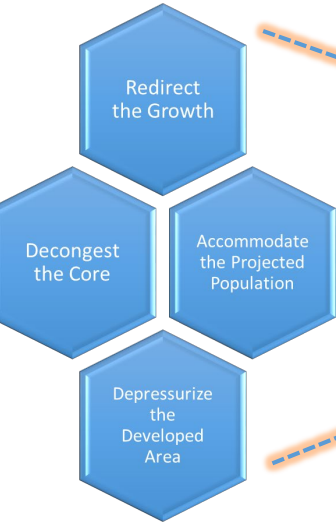 Redirect
the Growth
Decongest
the Core
Accommodate
the Projected
Population
Depressurize
the
Developed
Area